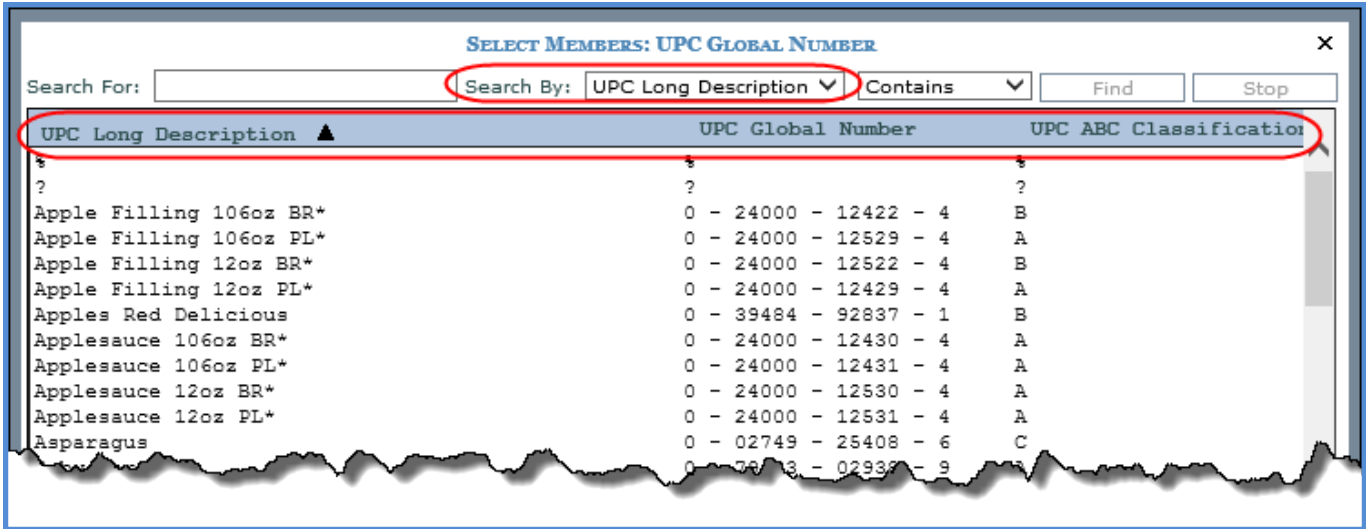 SELECT MEMBERS: UPC GLOBAL NUMBER ×
Search For: Search By: UPC Long Description Contains Find Stop
UPC Long Description ▲ UPC Global Number UPC ABC Classification
% % %
? ? ?
Apple Filling 106oz BR* 0 - 24000 - 12422 - 4 B
Apple Filling 106oz PL* 0 - 24000 - 12529 - 4 A
Apple Filling 12oz BR* 0 - 24000 - 12522 - 4 B
Apple Filling 12oz PL* 0 - 24000 - 12429 - 4 A
Apples Red Delicious 0 - 39484 - 92837 - 1 B
Applesauce 106oz BR* 0 - 24000 - 12430 - 4 A
Applesauce 106oz PL* 0 - 24000 - 12431 - 4 A
Applesauce 12oz BR* 0 - 24000 - 12530 - 4 A
Applesauce 12oz PL* 0 - 24000 - 12531 - 4 A
Asparagus 0 - 02749 - 25408 - 6 C